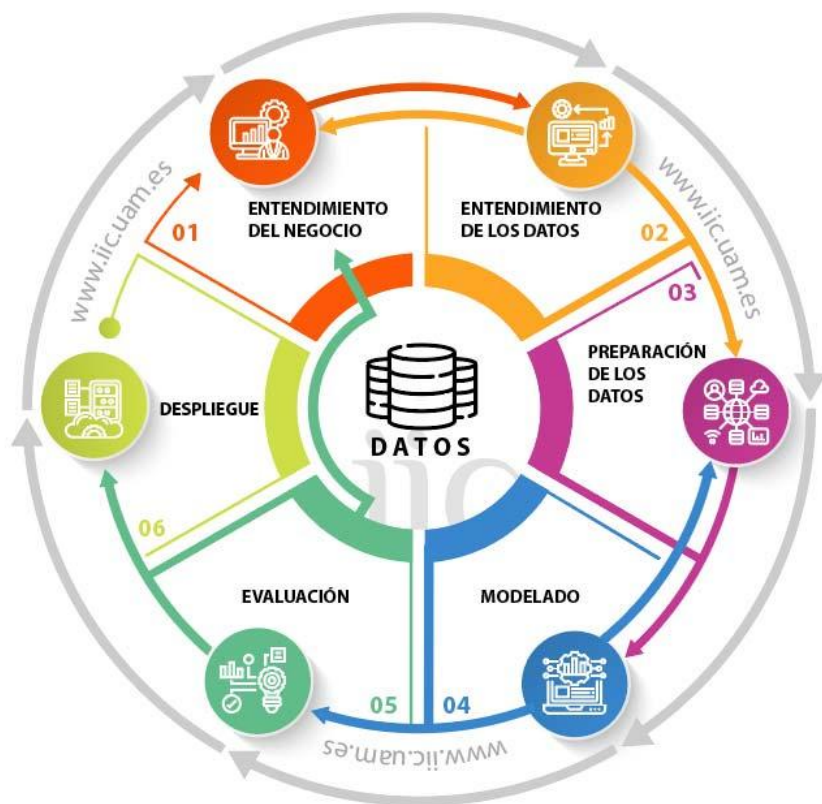 www.iic.uam.es
www.iic.uam.es
01
ENTENDIMIENTO
DEL NEGOCIO
ENTENDIMIENTO
DE LOS DATOS
02
03
PREPARACIÓN
DE LOS
DATOS
DESPLIEGUE
DATOS
iic
06
EVALUACIÓN
MODELADO
05
04
www.iic.uam.es